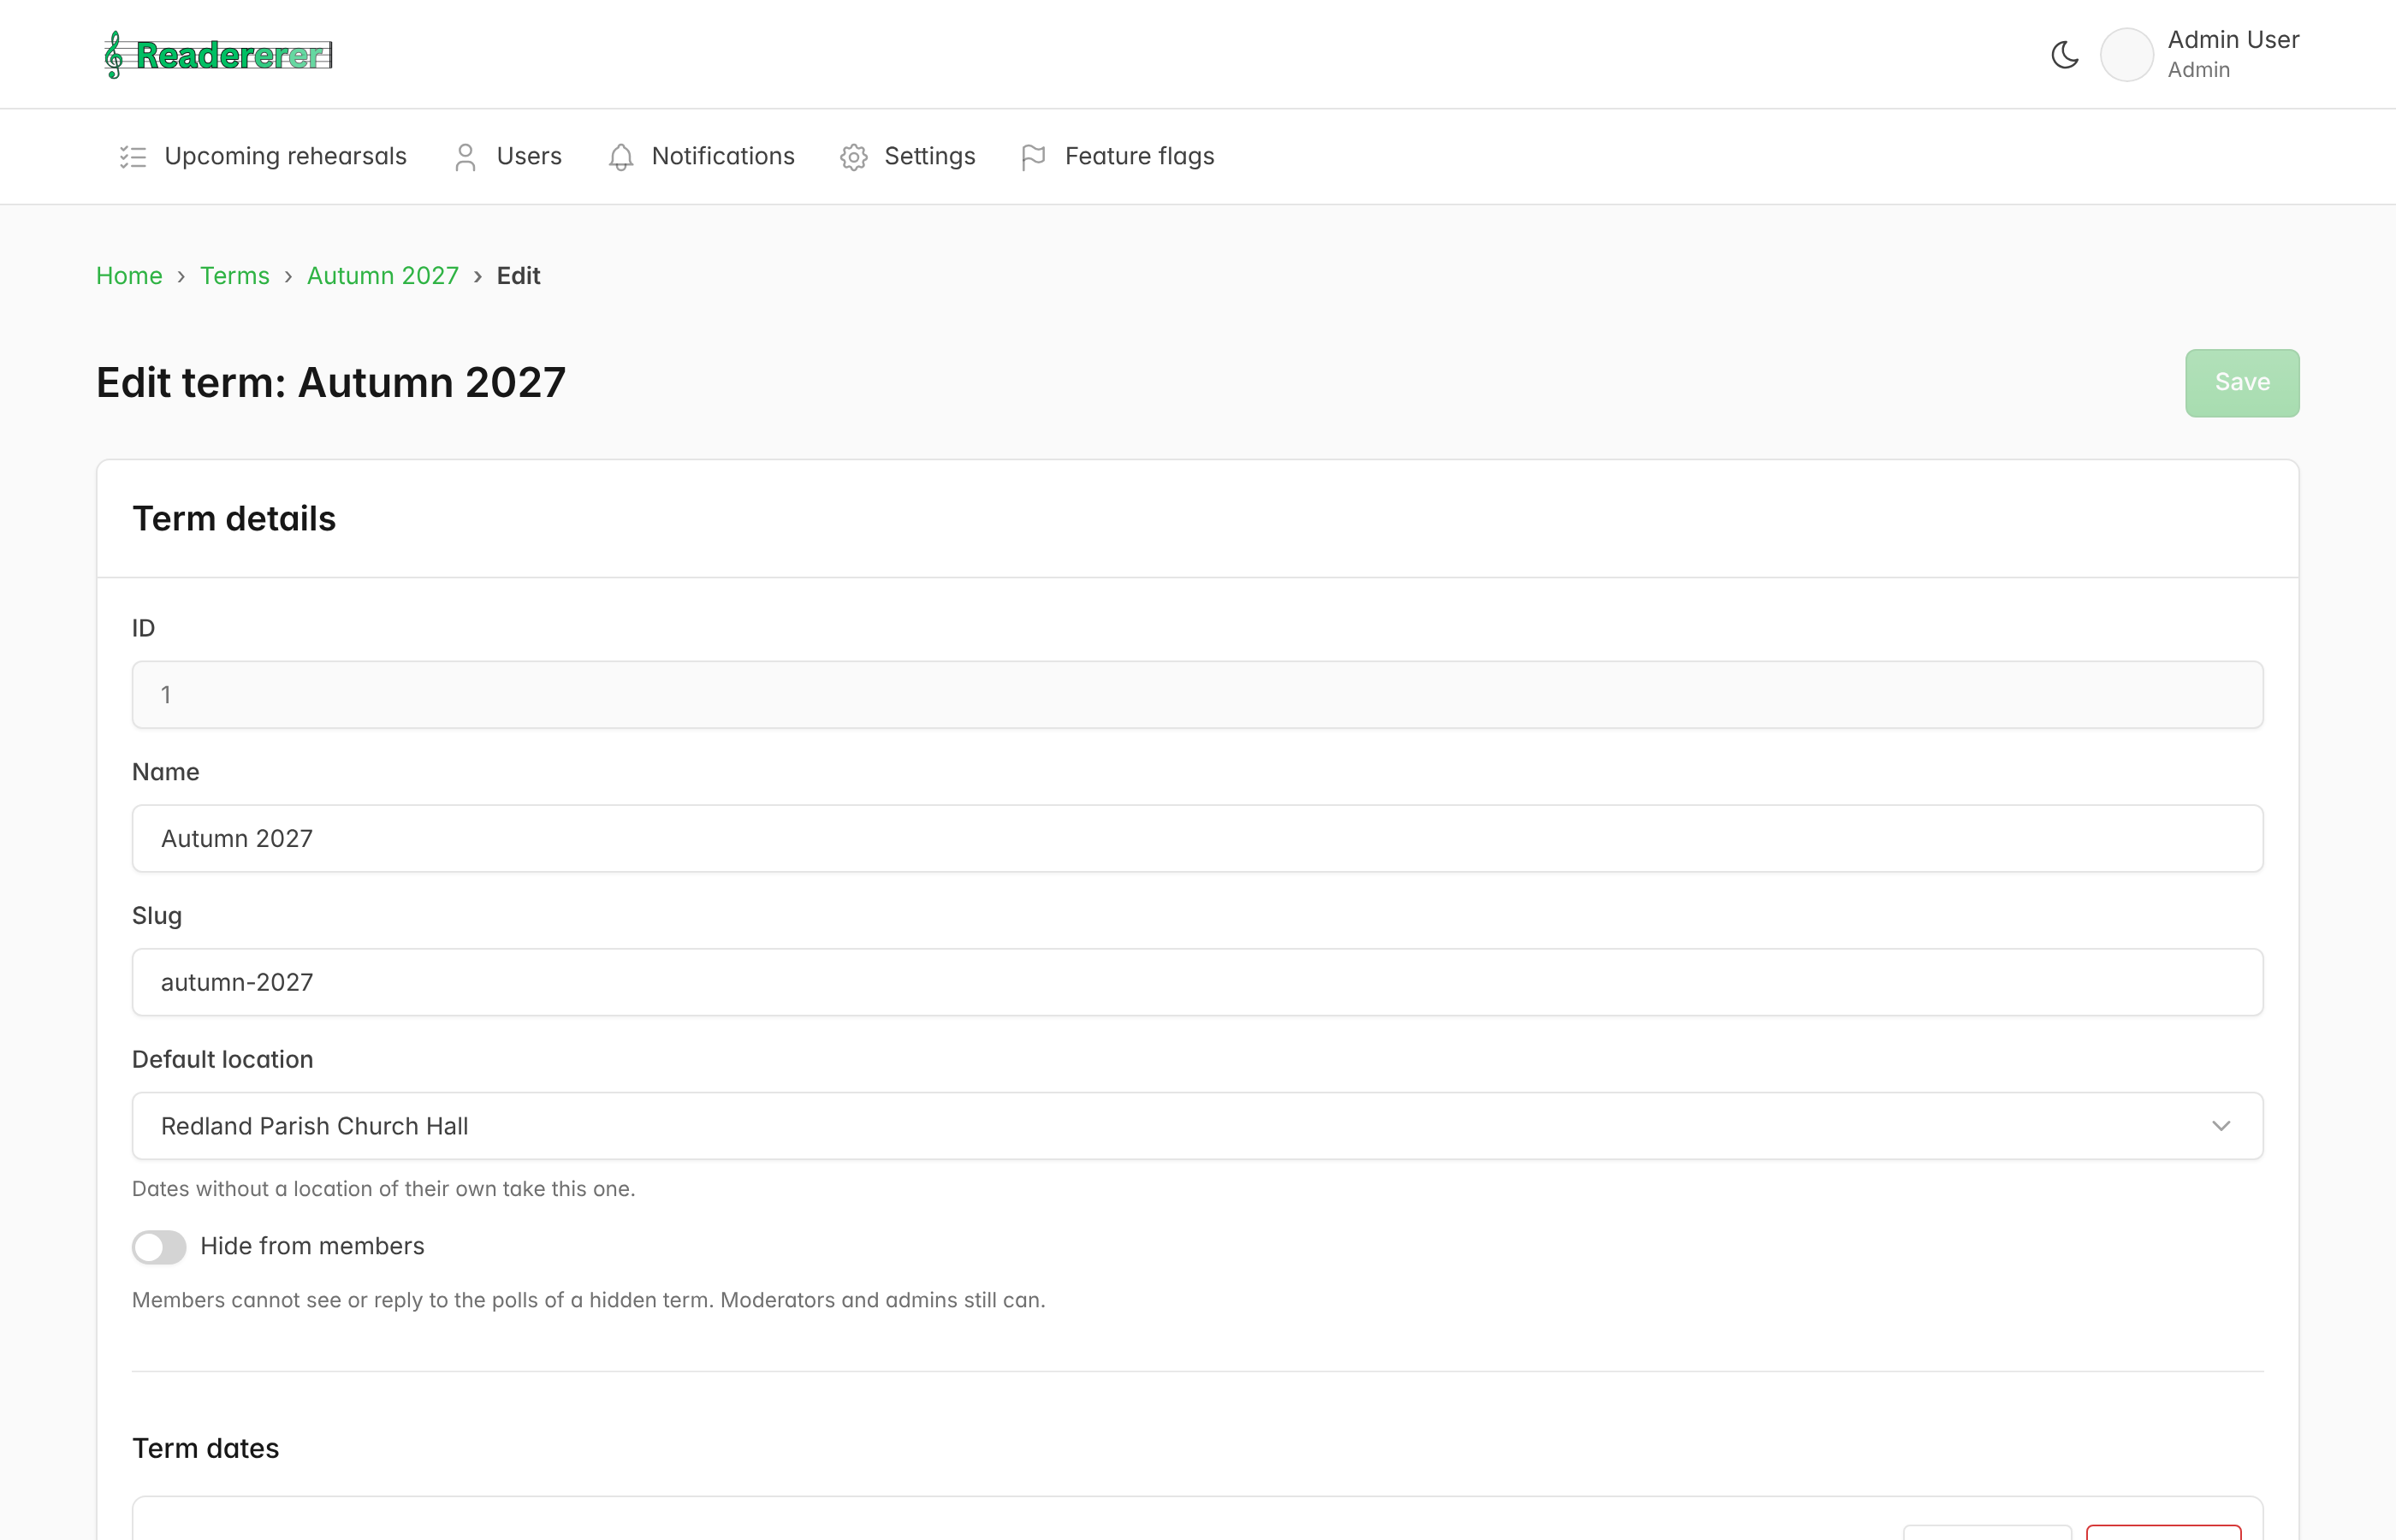 Readererer
Admin User
Admin
Upcoming rehearsals
Users
Notifications
Settings
Feature flags
Home › Terms › Autumn 2027 › Edit
Edit term: Autumn 2027
Save
Term details
ID
1
Name
Autumn 2027
Slug
autumn-2027
Default location
Redland Parish Church Hall
Dates without a location of their own take this one.
Hide from members
Members cannot see or reply to the polls of a hidden term. Moderators and admins still can.
Term dates